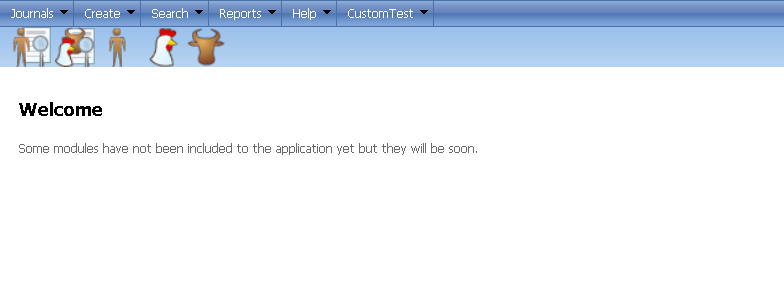 Journals Create Search Reports Help CustomTest
Welcome
Some modules have not been included to the application yet but they will be soon.